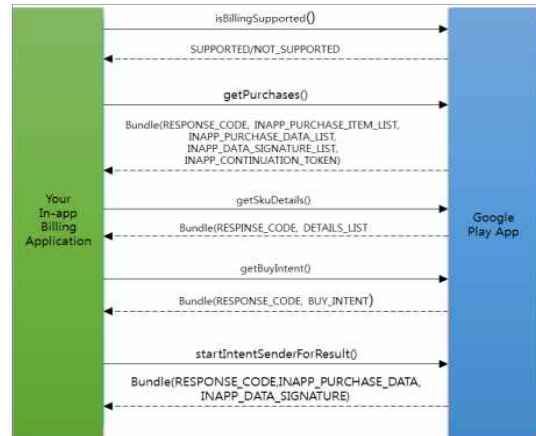 isBillingSupported()
SUPPORTED/NOT_SUPPORTED
getPurchases()
Bundle(RESPONSE_CODE, INAPP_PURCHASE_ITEM_LIST,
INAPP_PURCHASE_DATA_LIST,
INAPP_DATA_SIGNATURE_LIST,
INAPP_CONTINUATION_TOKEN)
getSkuDetails()
Your
In-app
Billing
Application
Google
Play App
Bundle(RESPINSE_CODE, DETAILS_LIST
getBuyIntent()
Bundle(RESPONSE_CODE, BUY_INTENT)
startIntentSenderForResult()
Bundle(RESPONSE_CODE,INAPP_PURCHASE_DATA,
INAPP_DATA_SIGNATURE)